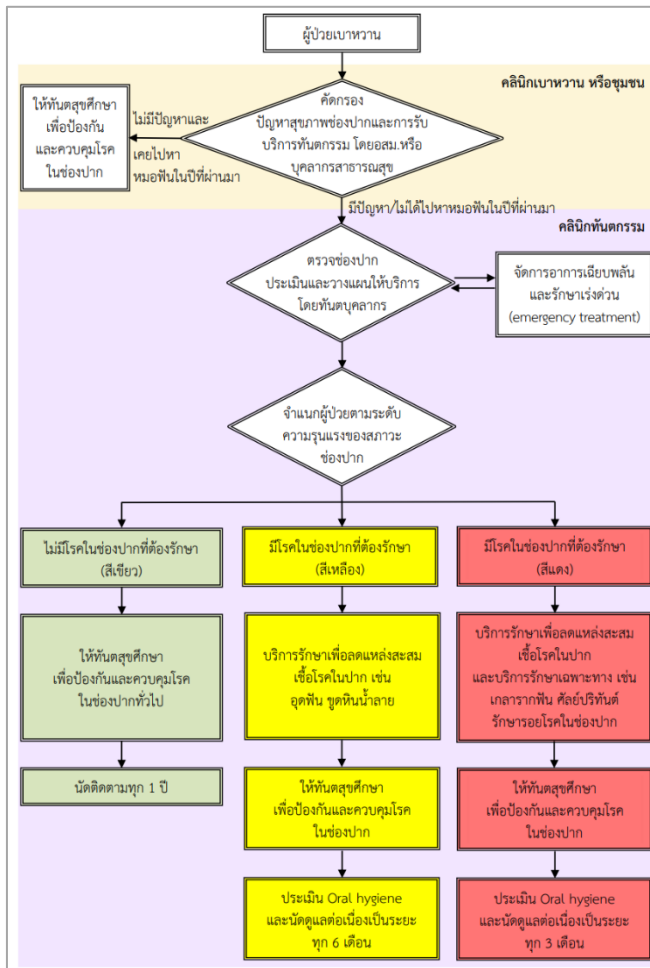 ผู้ป่วยเบาหวาน
คลินิกเบาหวาน หรือชุมชน
คัดกรอง
ปัญหาสุขภาพช่องปากและการรับ
บริการทันตกรรม โดยอสม.หรือ
บุคลากรสาธารณสุข
ไม่มีปัญหาและ
เคยไปหา
หมอฟันในปีที่ผ่านมา
ให้ทันตสุขศึกษา
เพื่อป้องกัน
และควบคุมโรค
ในช่องปาก
มีปัญหา/ไม่ได้ไปหาหมอฟันในปีที่ผ่านมา
คลินิกทันตกรรม
ตรวจช่องปาก
ประเมินและวางแผนให้บริการ
โดยทันตบุคลากร
จัดการอาการเฉียบพลัน
และรักษาเร่งด่วน
(emergency treatment)
จำแนกผู้ป่วยตามระดับ
ความรุนแรงของสภาวะ
ช่องปาก
ไม่มีโรคในช่องปากที่ต้องรักษา
(สีเขียว)
ให้ทันตสุขศึกษา
เพื่อป้องกันและควบคุมโรค
ในช่องปากทั่วไป
นัดติดตามทุก 1 ปี
มีโรคในช่องปากที่ต้องรักษา
(สีเหลือง)
บริการรักษาเพื่อลดแหล่งสะสม
เชื้อโรคในปาก เช่น
อุดฟัน ขูดหินน้ำลาย
ให้ทันตสุขศึกษา
เพื่อป้องกันและควบคุมโรค
ในช่องปาก
ประเมิน Oral hygiene
และนัดดูแลต่อเนื่องเป็นระยะ
ทุก 6 เดือน
มีโรคในช่องปากที่ต้องรักษา
(สีแดง)
บริการรักษาเพื่อลดแหล่งสะสม
เชื้อโรคในปาก
และบริการรักษาเฉพาะทาง เช่น
เกลารากฟัน ศัลย์ปริทันต์
รักษารอยโรคในช่องปาก
ให้ทันตสุขศึกษา
เพื่อป้องกันและควบคุมโรค
ในช่องปาก
ประเมิน Oral hygiene
และนัดดูแลต่อเนื่องเป็นระยะ
ทุก 3 เดือน